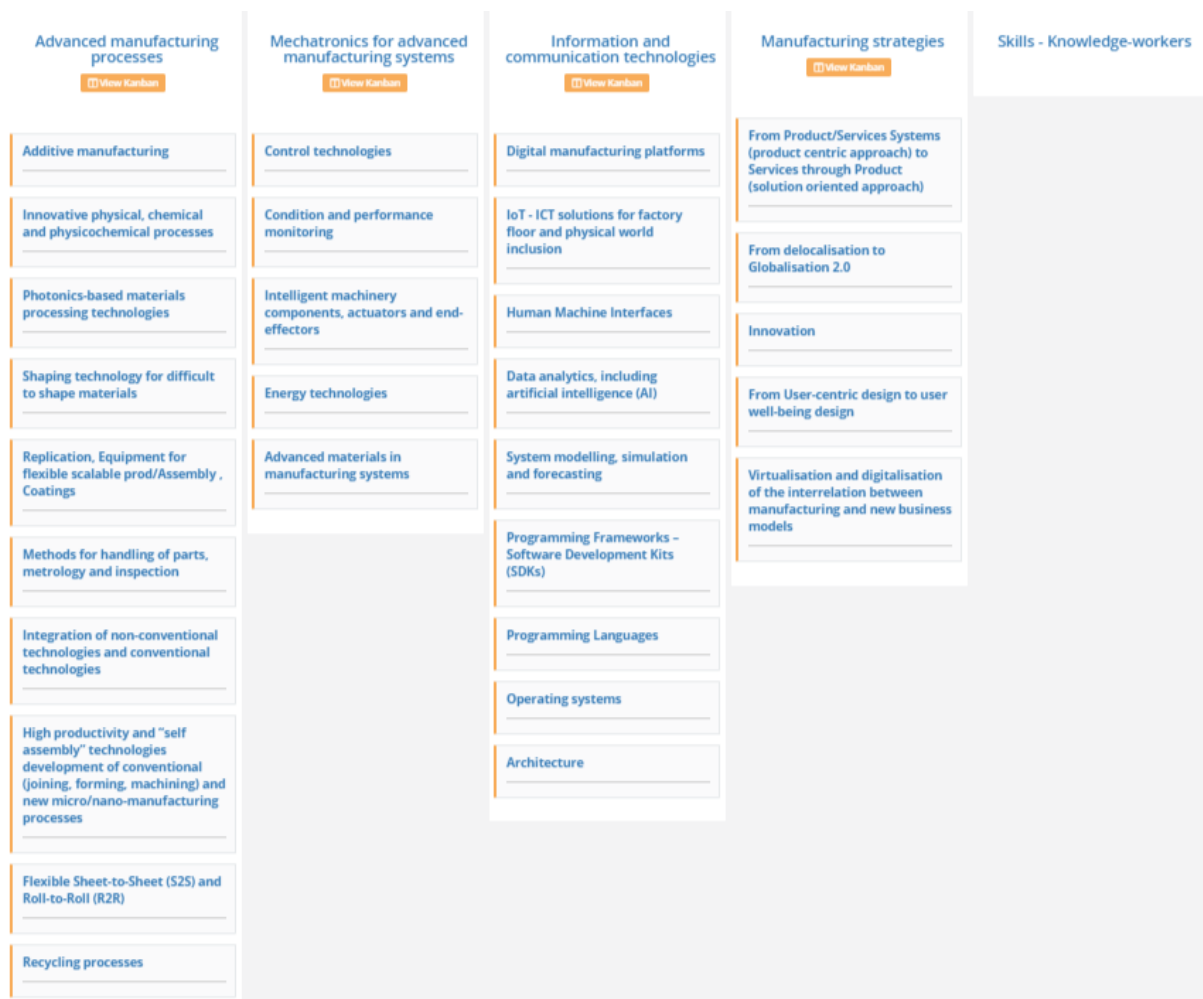 Advanced manufacturing
processes
View Kanban
Additive manufacturing
Innovative physical, chemical
and physicochemical processes
Photonics-based materials
processing technologies
Shaping technology for difficult
to shape materials
Replication, Equipment for
flexible scalable prod/Assembly ,
Coatings
Methods for handling of parts,
metrology and inspection
Integration of non-conventional
technologies and conventional
technologies
High productivity and “self
assembly” technologies
development of conventional
(joining, forming, machining) and
new micro/nano-manufacturing
processes
Flexible Sheet-to-Sheet (S2S) and
Roll-to-Roll (R2R)
Recycling processes
Mechatronics for advanced
manufacturing systems
View Kanban
Control technologies
Condition and performance
monitoring
Intelligent machinery
components, actuators and end-
effectors
Energy technologies
Advanced materials in
manufacturing systems
Information and
communication technologies
View Kanban
Digital manufacturing platforms
IoT - ICT solutions for factory
floor and physical world
inclusion
Human Machine Interfaces
Data analytics, including
artificial intelligence (AI)
System modelling, simulation
and forecasting
Programming Frameworks –
Software Development Kits
(SDKs)
Programming Languages
Operating systems
Architecture
Manufacturing strategies
View Kanban
From Product/Services Systems
(product centric approach) to
Services through Product
(solution oriented approach)
From delocalisation to
Globalisation 2.0
Innovation
From User-centric design to user
well-being design
Virtualisation and digitalisation
of the interrelation between
manufacturing and new business
models
Skills - Knowledge-workers